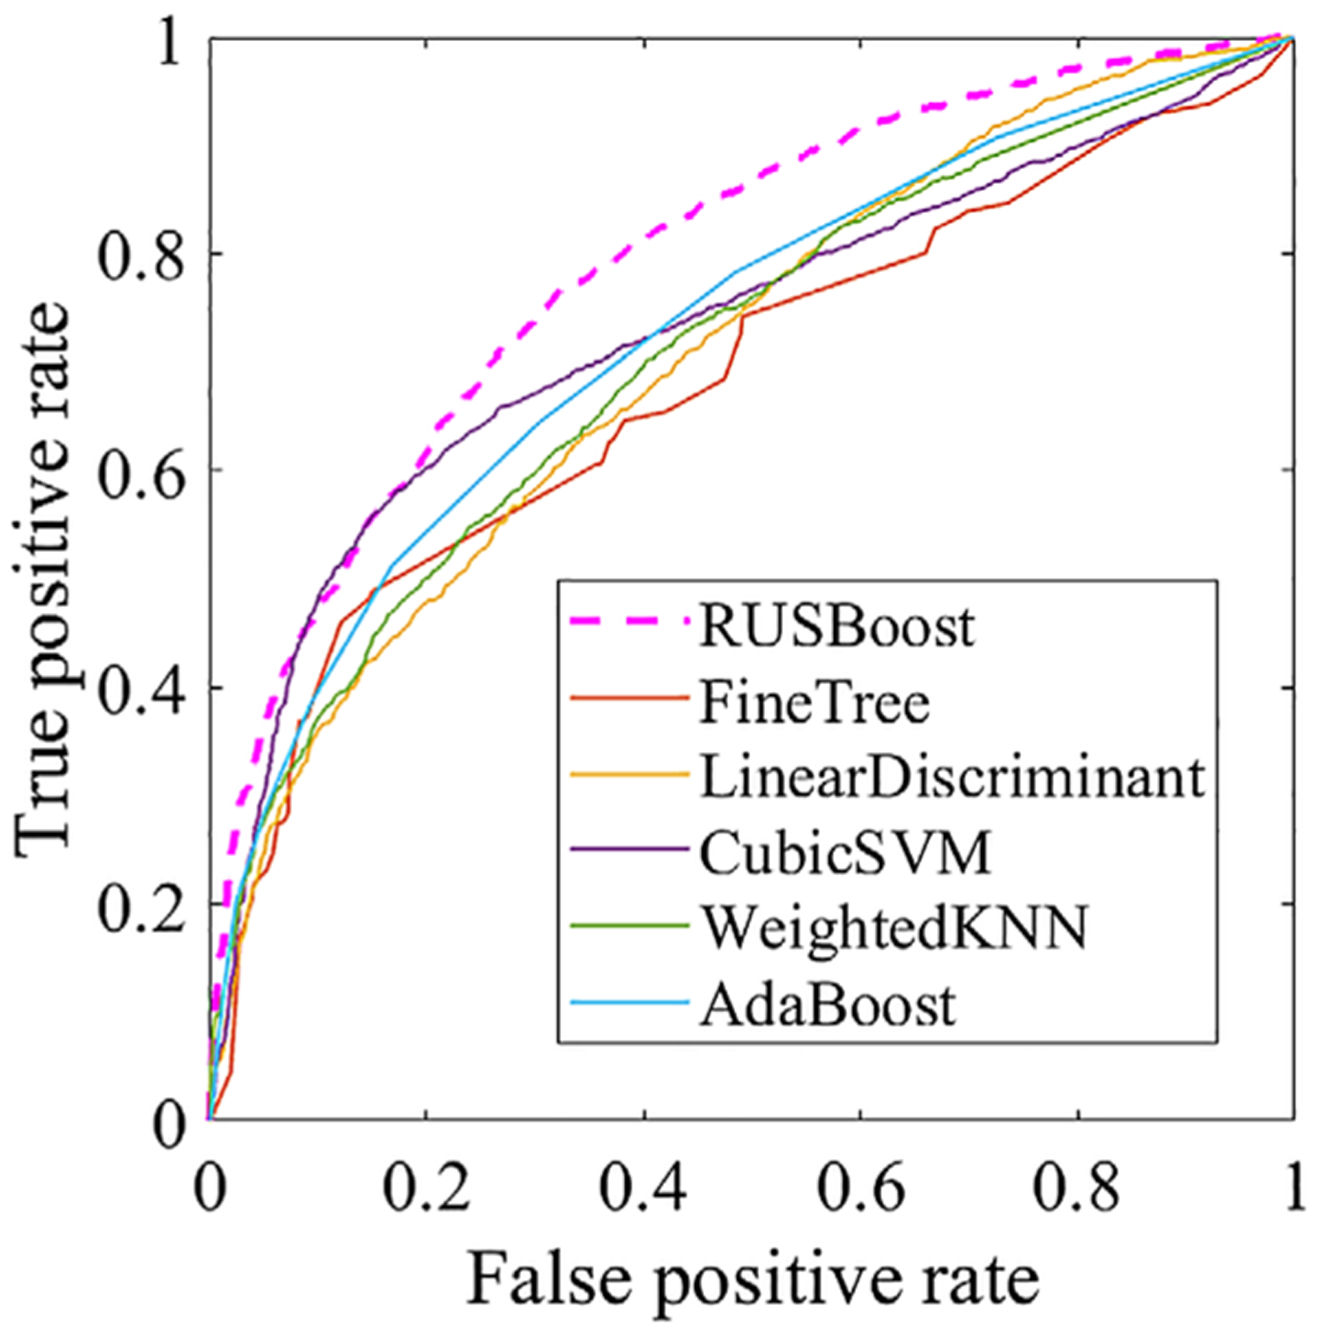 True positive rate
1
0.8
0.6
0.4
0.2
0
RUSBoost
FineTree
LinearDiscriminant
CubicSVM
WeightedKNN
AdaBoost
0 0.2 0.4 0.6 0.8 1
False positive rate